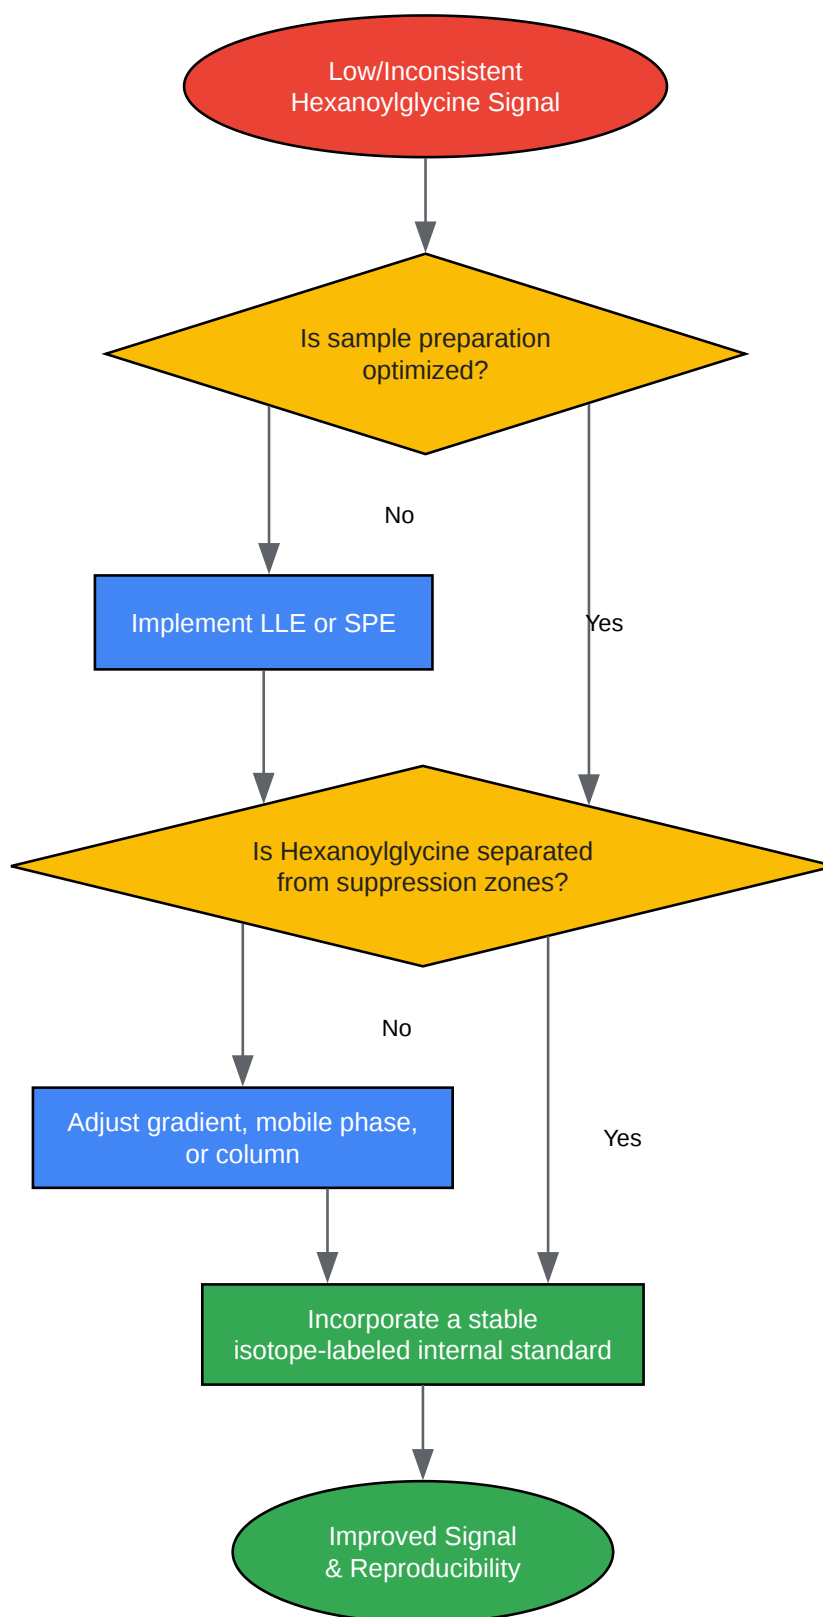 Low/Inconsistent
Hexanoylglycine Signal
Is sample preparation
optimized?
No
Implement LLE or SPE
Yes
Is Hexanoylglycine separated
from suppression zones?
No
Adjust gradient, mobile phase,
or column
Yes
Incorporate a stable
isotope-labeled internal standard
Improved Signal
& Reproducibility